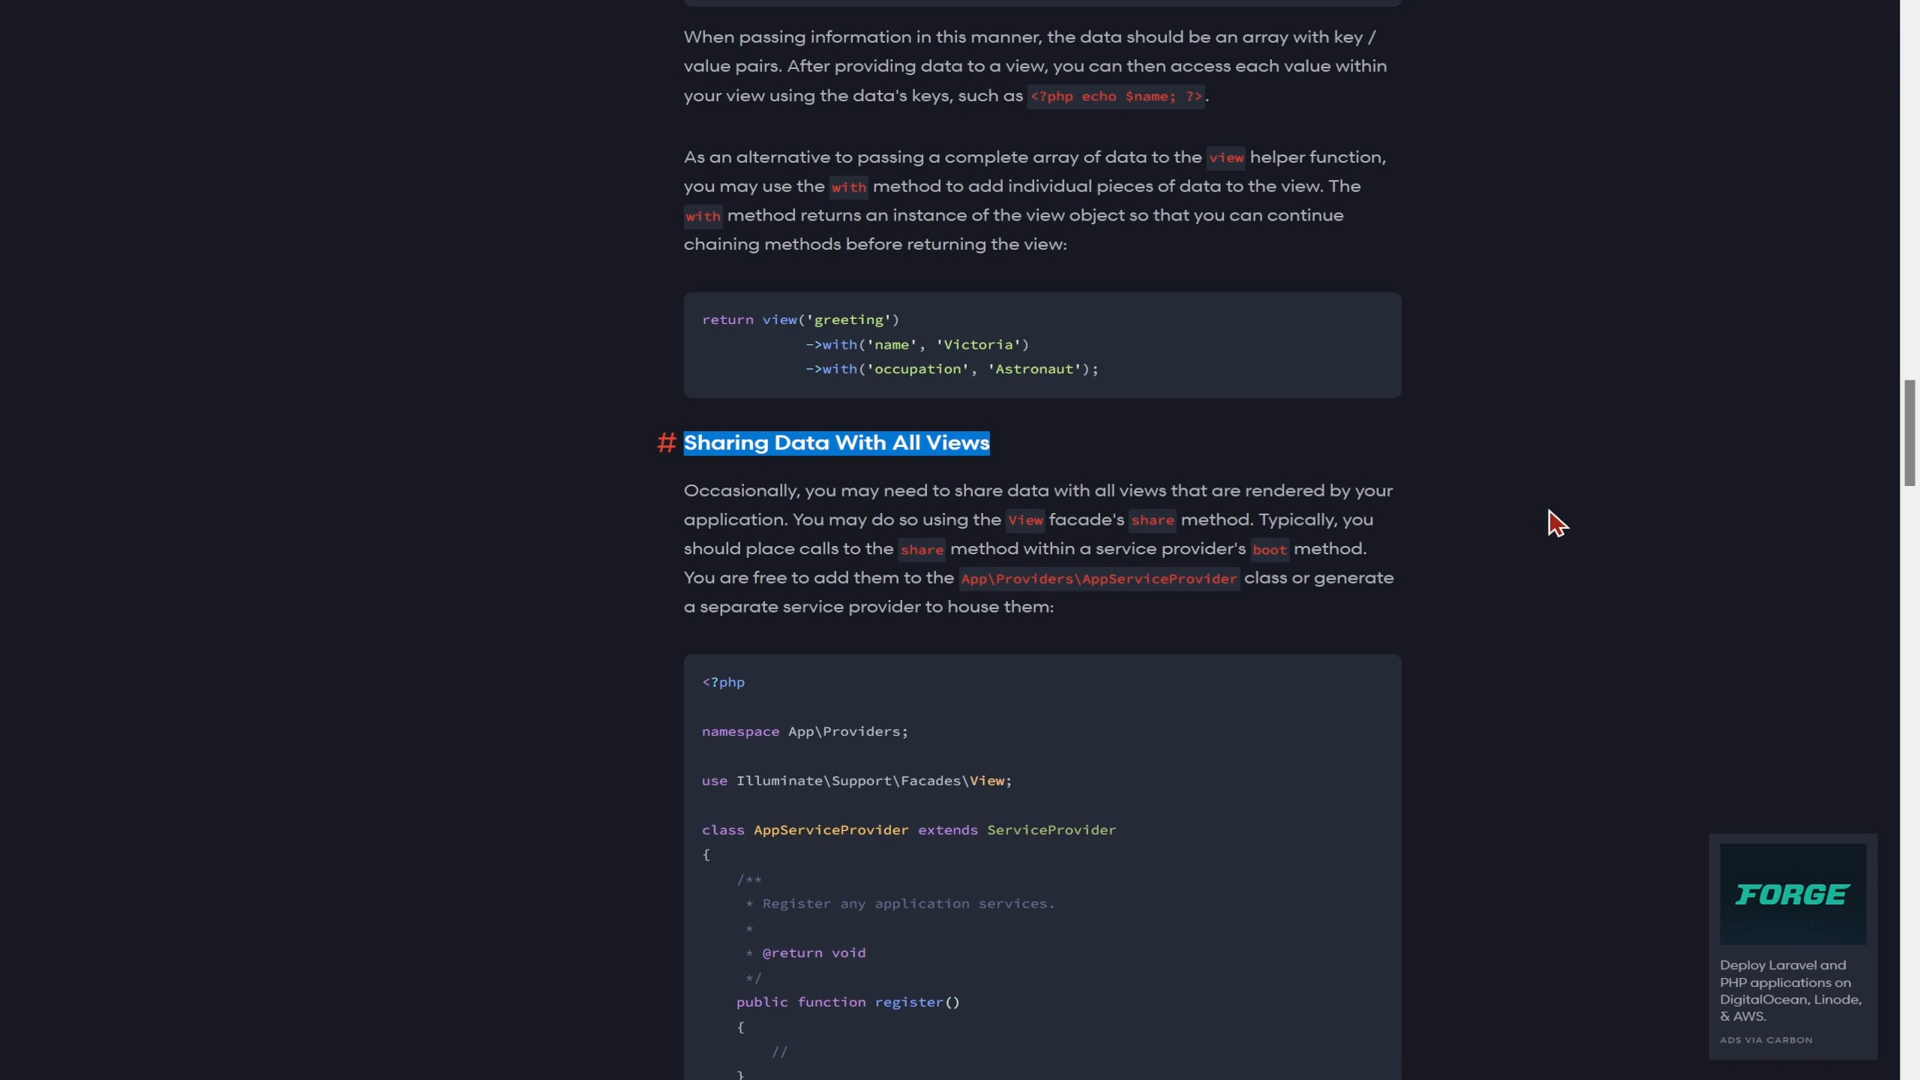 When passing information in this manner, the data should be an array with key /
value pairs. After providing data to a view, you can then access each value within
your view using the data's keys, such as <?php echo $name; ?>.
As an alternative to passing a complete array of data to the view helper function,
you may use the with method to add individual pieces of data to the view. The
with method returns an instance of the view object so that you can continue
chaining methods before returning the view:
return view('greeting')
->with('name', 'Victoria')
->with('occupation', 'Astronaut');
# Sharing Data With All Views
Occasionally, you may need to share data with all views that are rendered by your
application. You may do so using the View facade's share method. Typically, you
should place calls to the share method within a service provider's boot method.
You are free to add them to the App\Providers\AppServiceProvider class or generate
a separate service provider to house them:
<?php
namespace App\Providers;
use Illuminate\Support\Facades\View;
class AppServiceProvider extends ServiceProvider
{
/**
* Register any application services.
*
* @return void
*/
public function register()
{
//
}
FORGE
Deploy Laravel and
PHP applications on
DigitalOcean, Linode,
& AWS.
ADS VIA CARBON